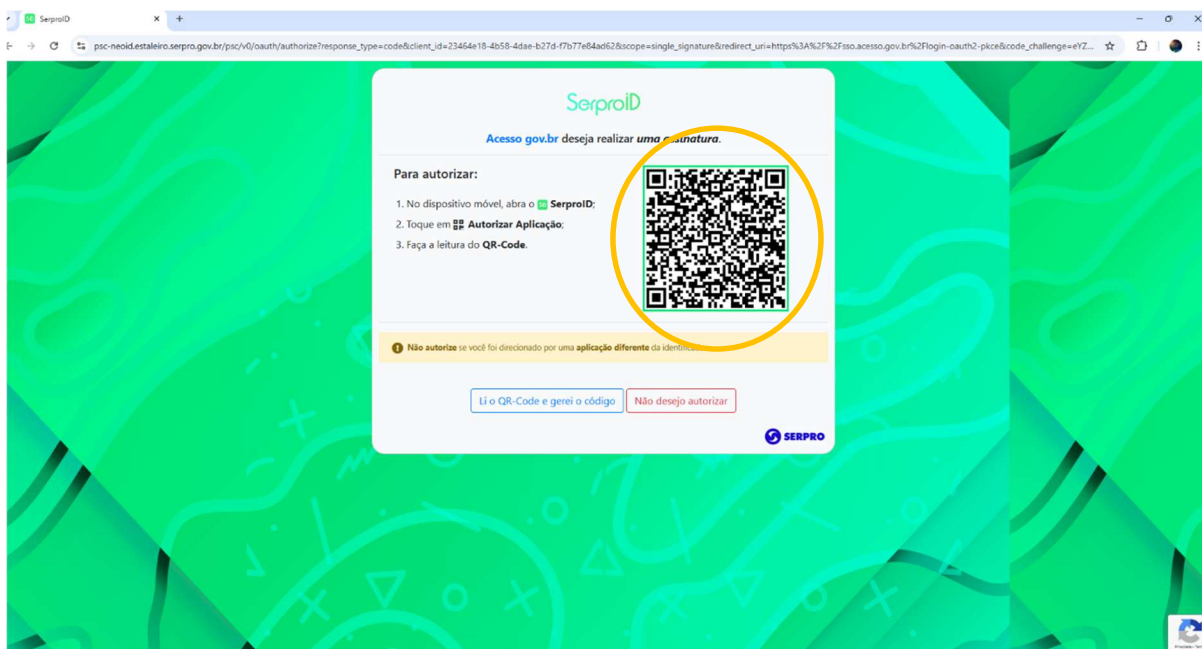 SerproID
psc-neoid.estaleiro.serpro.gov.br/psc/v0/oauth/authorize?response_type=code&client_id=23464e18-4b58-4dae-b27d-f7b77e84ad62&scope=single_signature&redirect_uri=https%3A%2F%2Fsso.acesso.gov.br%2Flogin-oauth2-pkce&code_challenge=eYZ...
SerproID
Acesso gov.br deseja realizar uma assinatura.
Para autorizar:
1. No dispositivo móvel, abra o SerproID;
2. Toque em Autorizar Aplicação;
3. Faça a leitura do QR-Code.
Não autorize se você foi direcionado por uma aplicação diferente da
Li o QR-Code e gerei o código
Não desejo autorizar
SERPRO